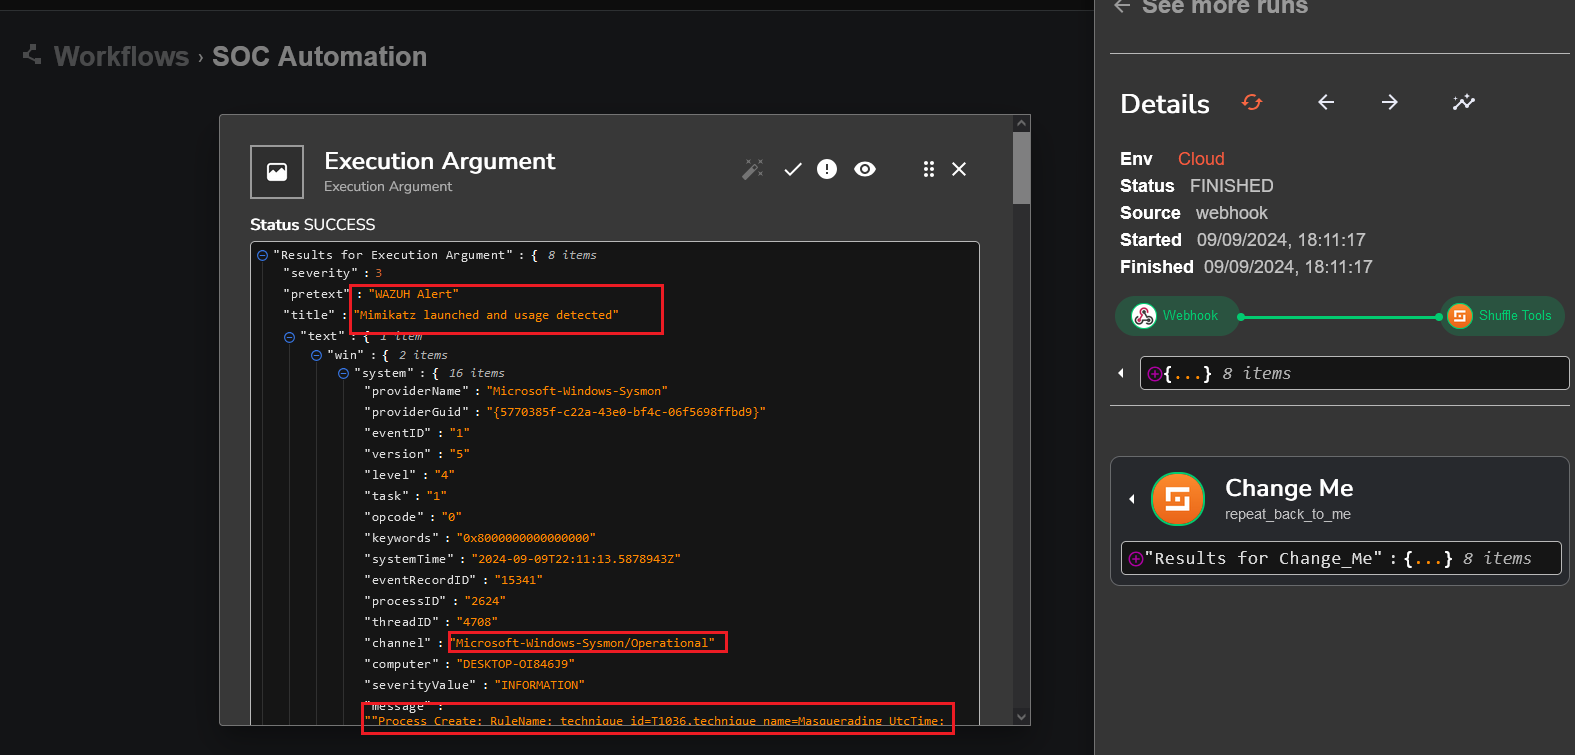 Workflows › SOC Automation
Execution Argument
Execution Argument
Status SUCCESS
"Results for Execution Argument" : { 8 items
"severity" : 3
"pretext" : "WAZUH Alert"
"title" : "Mimikatz launched and usage detected"
"text" : { 1 item
"win" : { 2 items
"system" : { 16 items
"providerName" : "Microsoft-Windows-Sysmon"
"providerGuid" : "{5770385f-c22a-43e0-bf4c-06f5698ffbd9}"
"eventID" : "1"
"version" : "5"
"level" : "4"
"task" : "1"
"opcode" : "0"
"keywords" : "0x8000000000000000"
"systemTime" : "2024-09-09T22:11:13.5878943Z"
"eventRecordID" : "15341"
"processID" : "2624"
"threadID" : "4708"
"channel" : "Microsoft-Windows-Sysmon/Operational"
"computer" : "DESKTOP-OI846J9"
"severityValue" : "INFORMATION"
"message" :
""Process Create: RuleName: technique_id=T1036,technique_name=Masquerading UtcTime:
See more runs
Details
Env Cloud
Status FINISHED
Source webhook
Started 09/09/2024, 18:11:17
Finished 09/09/2024, 18:11:17
Webhook
Shuffle Tools
{...} 8 items
Change Me
repeat_back_to_me
"Results for Change_Me" : {...} 8 items